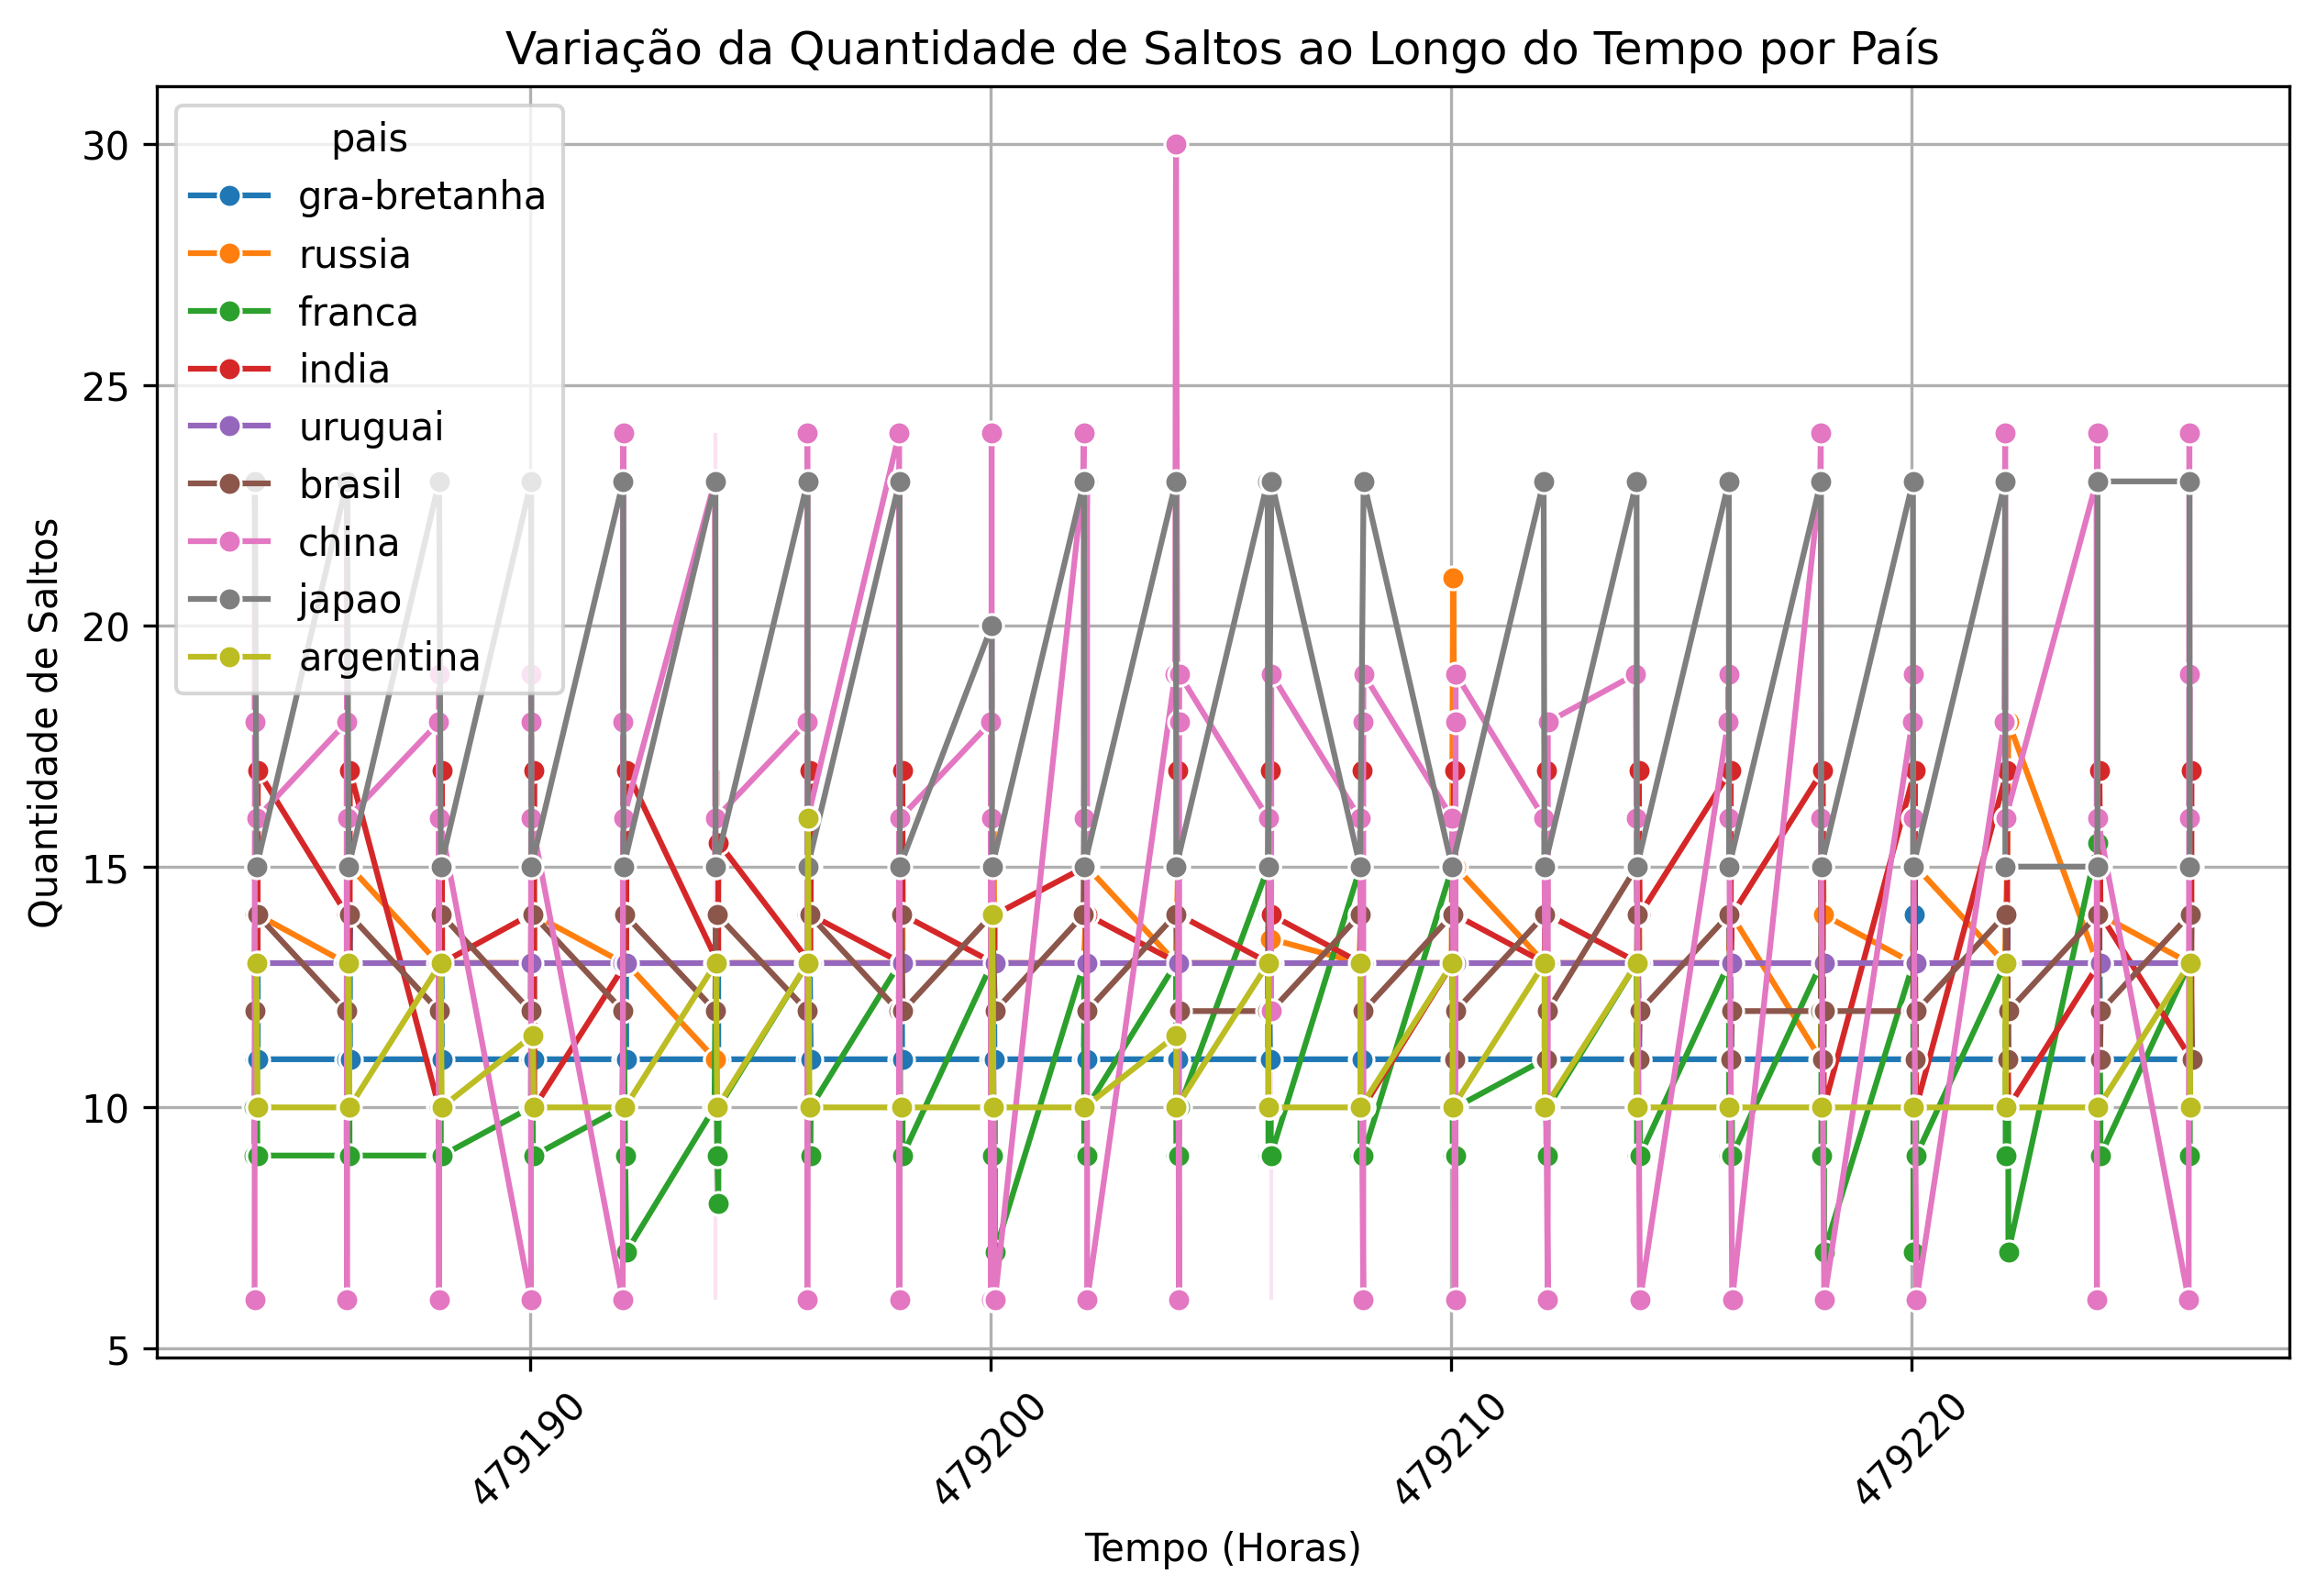 Variação da Quantidade de Saltos ao Longo do Tempo por País
pais
gra-bretanha
russia
franca
india
uruguai
brasil
china
japao
argentina
Quantidade de Saltos
30
25
20
15
10
5
479190
479200
479210
479220
Tempo (Horas)